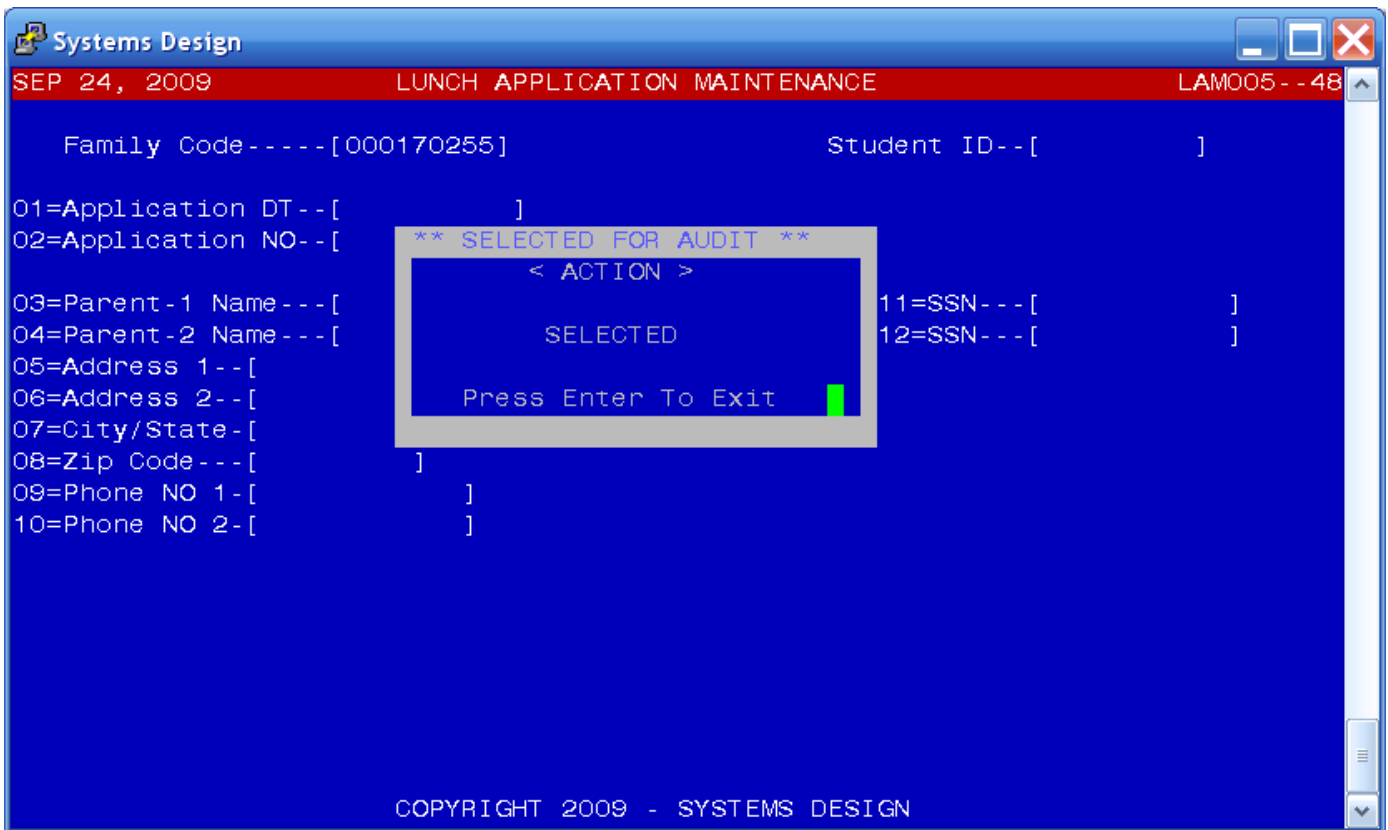 Systems Design
SEP 24, 2009 LUNCH APPLICATION MAINTENANCE LAM005--48
Family Code-----[000170255] Student ID--[ ]
01=Application DT--[ ]
02=Application NO--[
** SELECTED FOR AUDIT **
< ACTION >
03=Parent-1 Name---[ 11=SSN---[ ]
04=Parent-2 Name---[ SELECTED 12=SSN---[ ]
05=Address 1--[
06=Address 2--[ Press Enter To Exit
07=City/State-[
08=Zip Code---[ ]
09=Phone NO 1-[ ]
10=Phone NO 2-[ ]
COPYRIGHT 2009 - SYSTEMS DESIGN